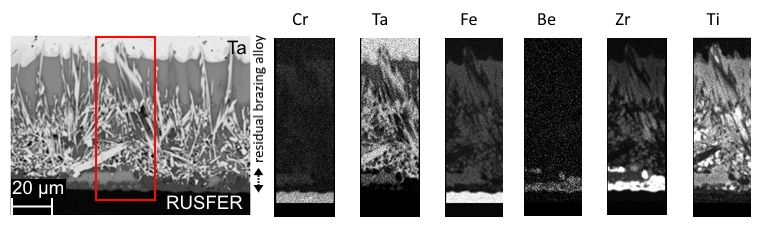 Cr Ta Fe Be Zr Ti
Ta
residual brazing alloy
20 µm
RUSFER